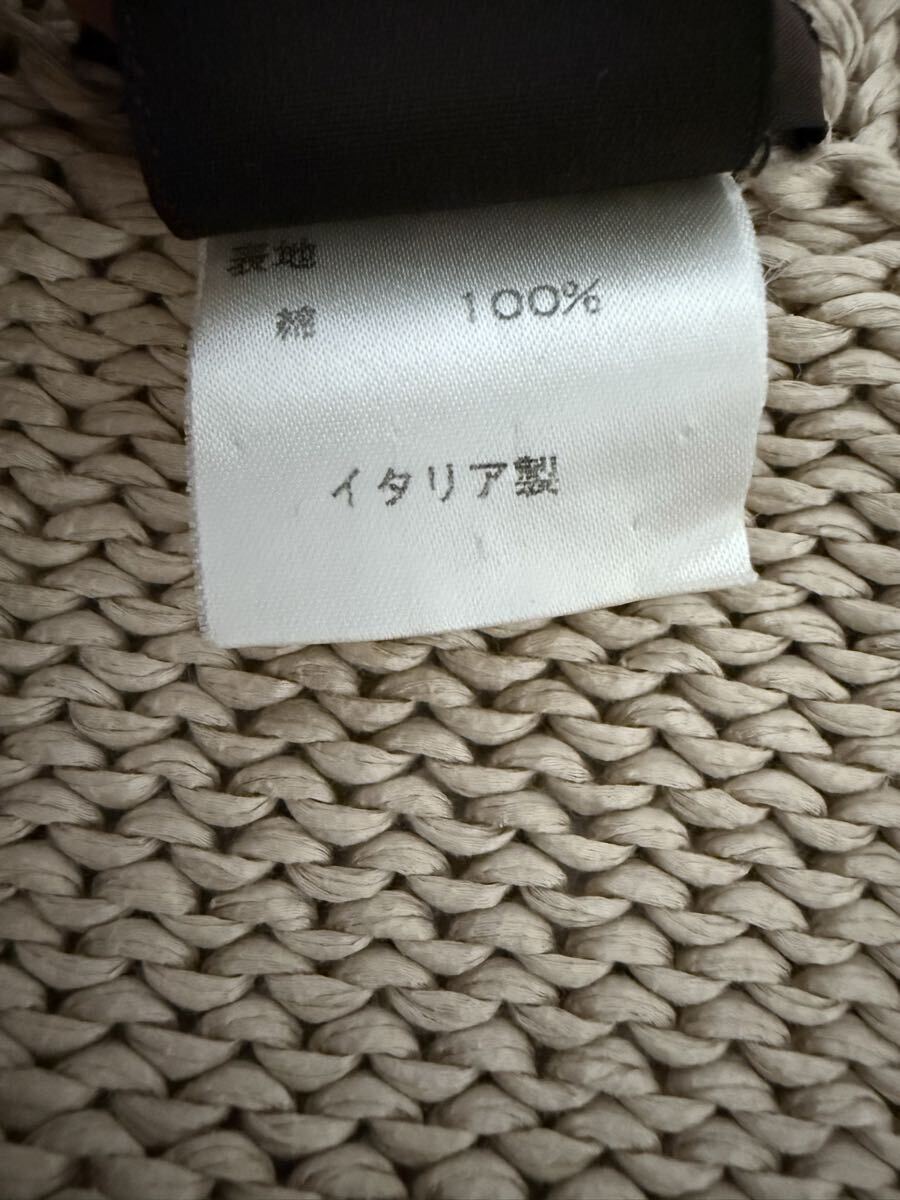 表地
綿 100%
イタリア製